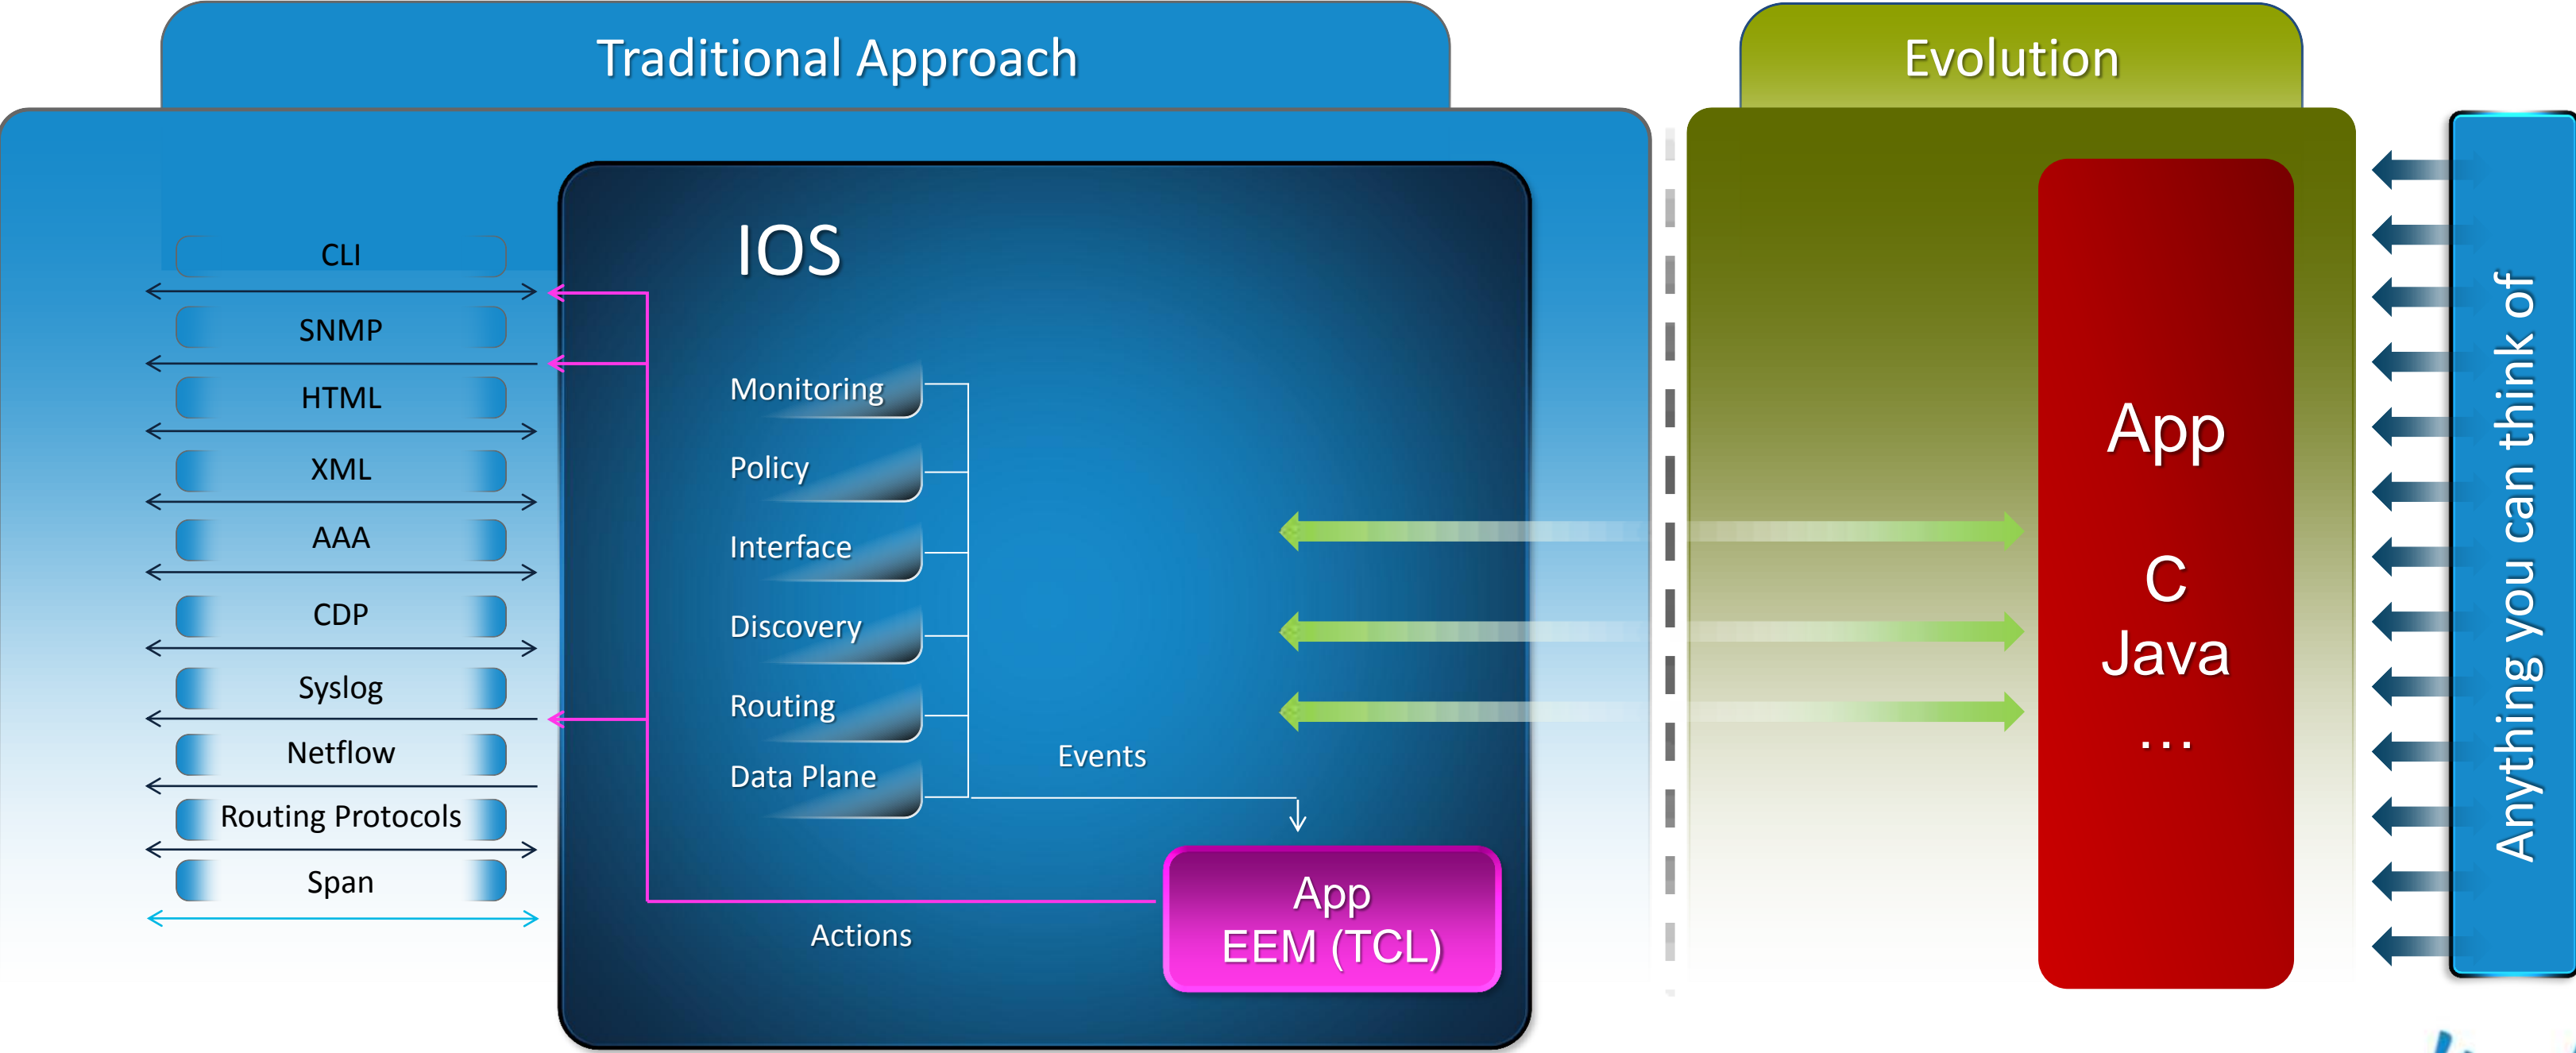 Traditional Approach
Evolution
CLI
SNMP
HTML
XML
AAA
CDP
Syslog
Netflow
Routing Protocols
Span
IOS
Monitoring
Policy
Interface
Discovery
Routing
Data Plane
Events
Actions
App
EEM (TCL)
App
C
Java
...
Anything you can think of